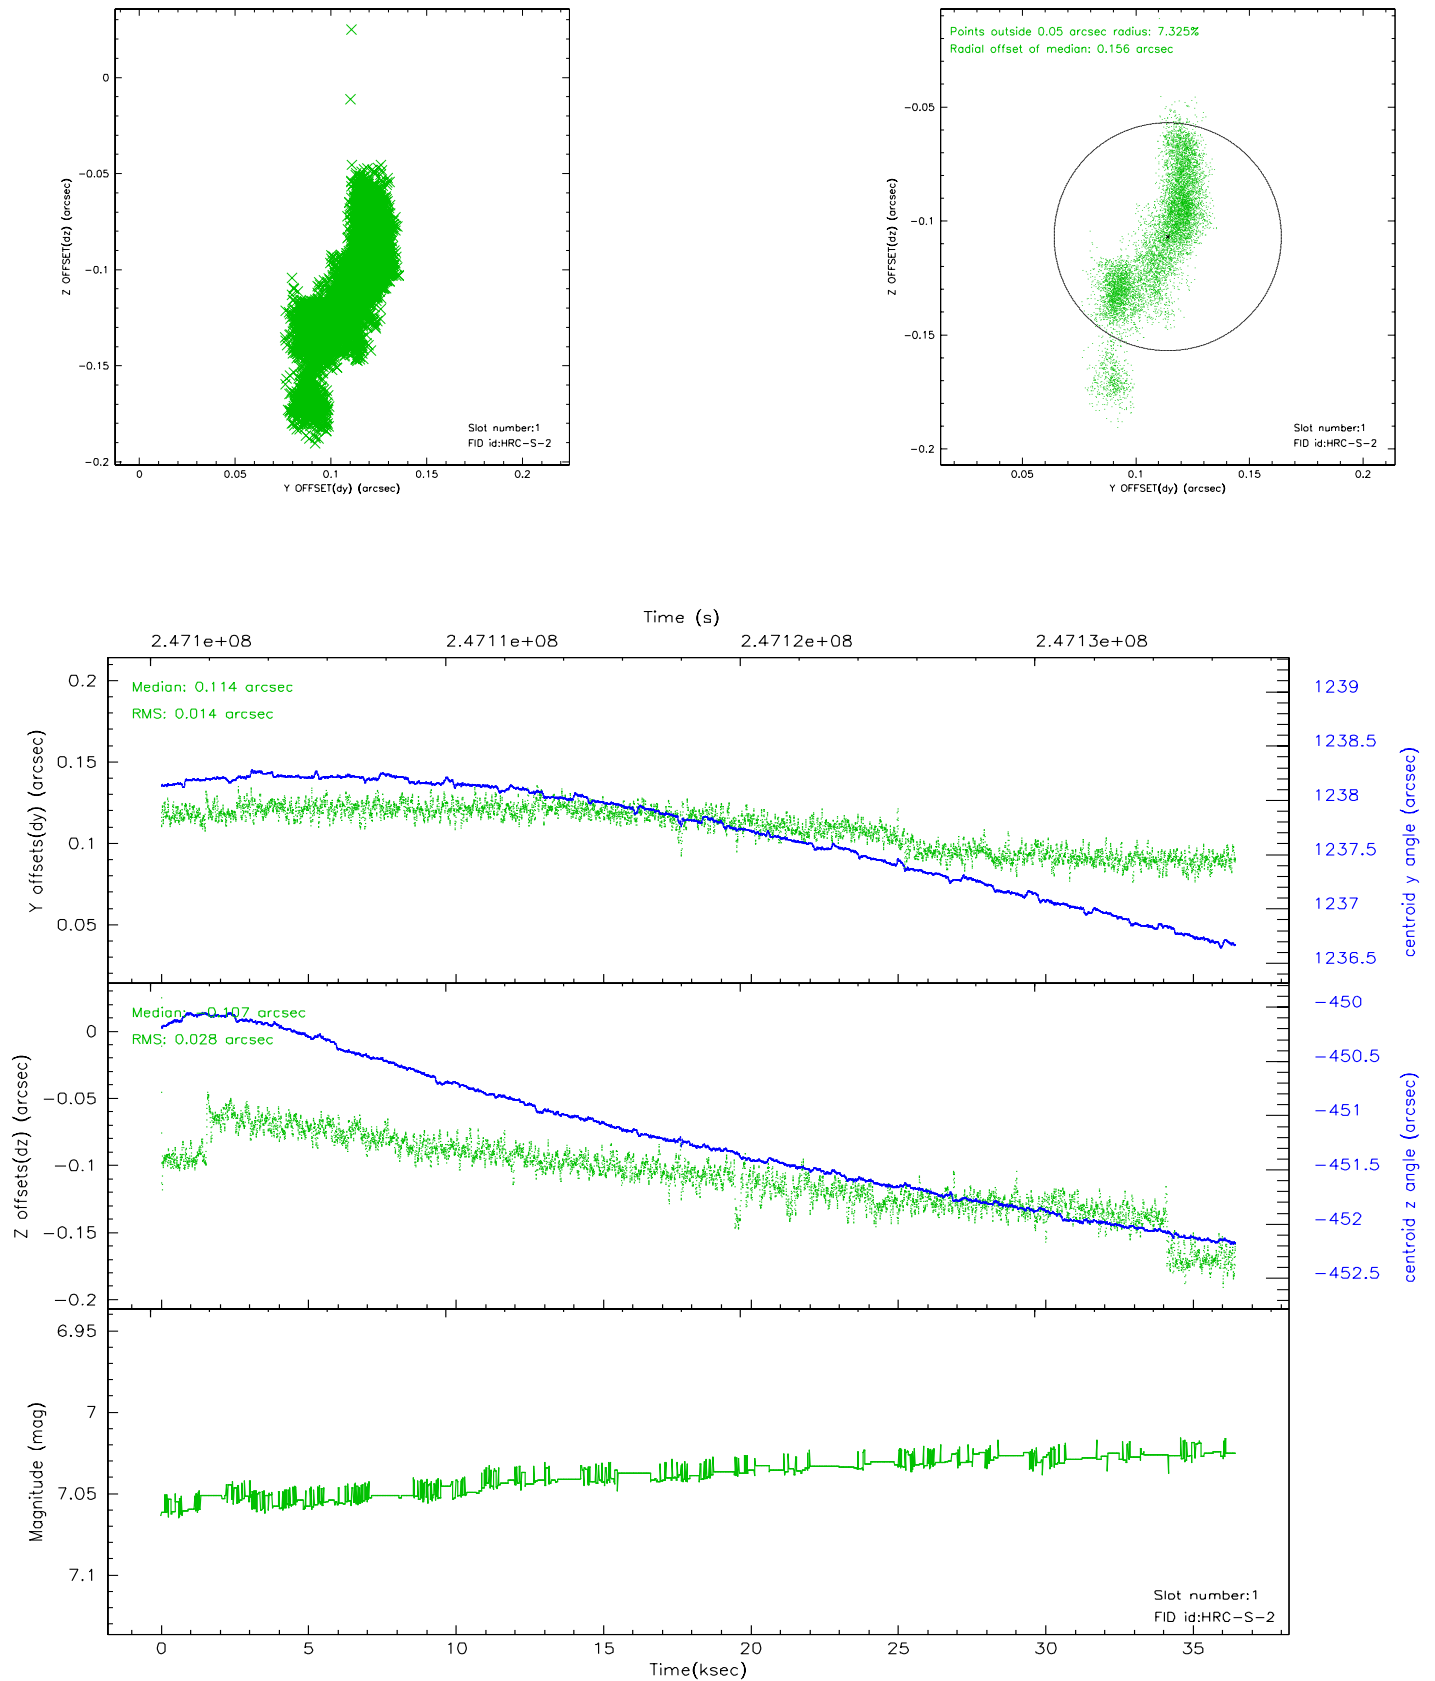 0
−0.05
−0.1
−0.15
−0.2
Z OFFSET(dz) (arcsec)
Slot number:1
FID id:HRC−S−2
0
0.05
0.1
0.15
0.2
Y OFFSET(dy) (arcsec)
Points outside 0.05 arcsec radius: 7.325%
Radial offset of median: 0.156 arcsec
−0.05
−0.1
−0.15
−0.2
Z OFFSET(dz) (arcsec)
Slot number:1
FID id:HRC−S−2
0.05
0.1
0.15
0.2
Y OFFSET(dy) (arcsec)
Time (s)
2.471e+08
2.4711e+08
2.4712e+08
2.4713e+08
Median: 0.114 arcsec
RMS: 0.014 arcsec
0.2
0.15
0.1
0.05
Y offsets(dy) (arcsec)
1239
1238.5
1238
1237.5
1237
1236.5
centroid y angle (arcsec)
Median: −0.107 arcsec
RMS: 0.028 arcsec
0
−0.05
−0.1
−0.15
−0.2
Z offsets(dz) (arcsec)
−450
−450.5
−451
−451.5
−452
−452.5
centroid z angle (arcsec)
6.95
7
7.05
7.1
Magnitude (mag)
Slot number:1
FID id:HRC−S−2
0
5
10
15
20
25
30
35
Time(ksec)